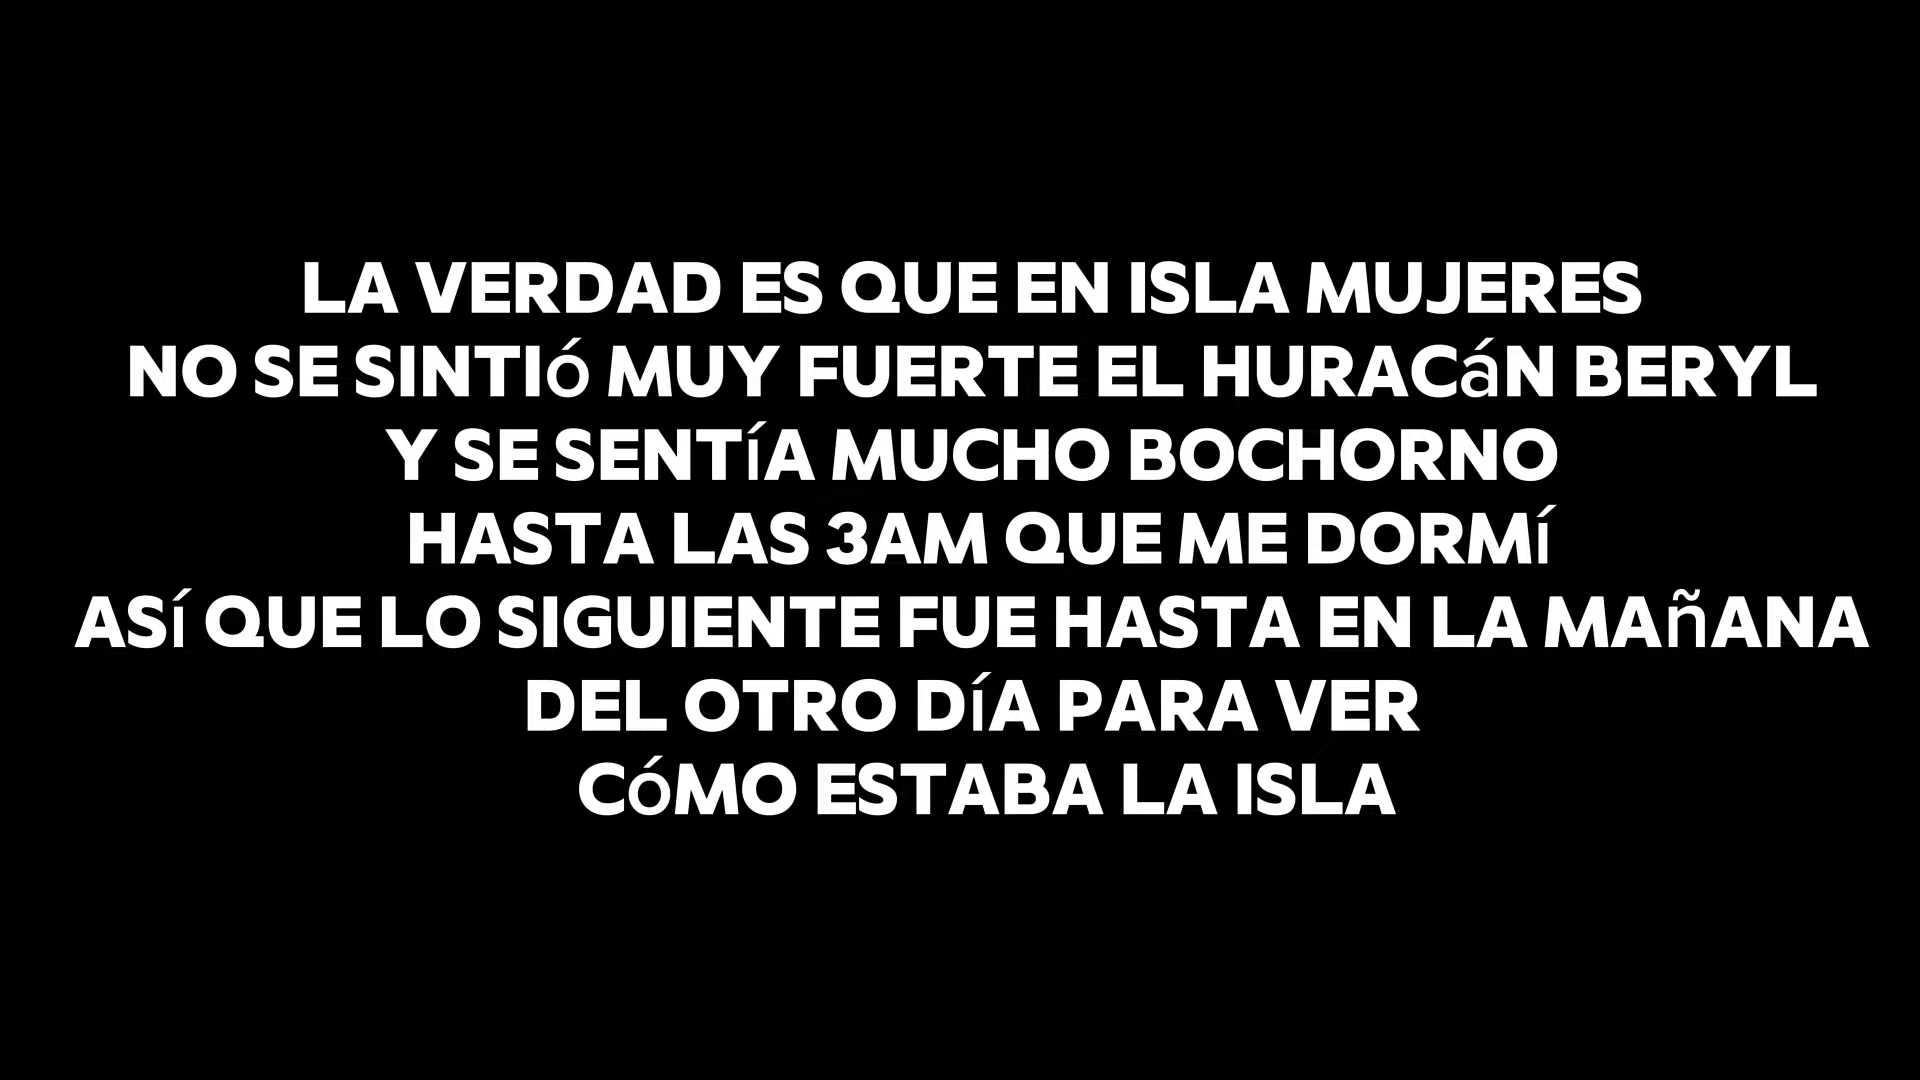 LA VERDAD ES QUE EN ISLA MUJERES
NO SE SINTIó MUY FUERTE EL HURACáN BERYL
Y SE SENTíA MUCHO BOCHORNO
HASTA LAS 3AM QUE ME DORMí
ASí QUE LO SIGUIENTE FUE HASTA EN LA MAñANA
DEL OTRO DíA PARA VER
CóMO ESTABA LA ISLA